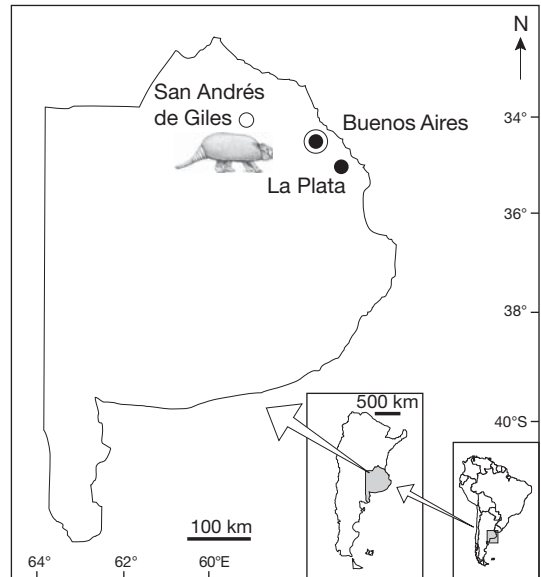 N
San Andrés
de Giles
Buenos Aires
La Plata
34°
36°
38°
40°S
500 km
100 km
64°
62°
60°E